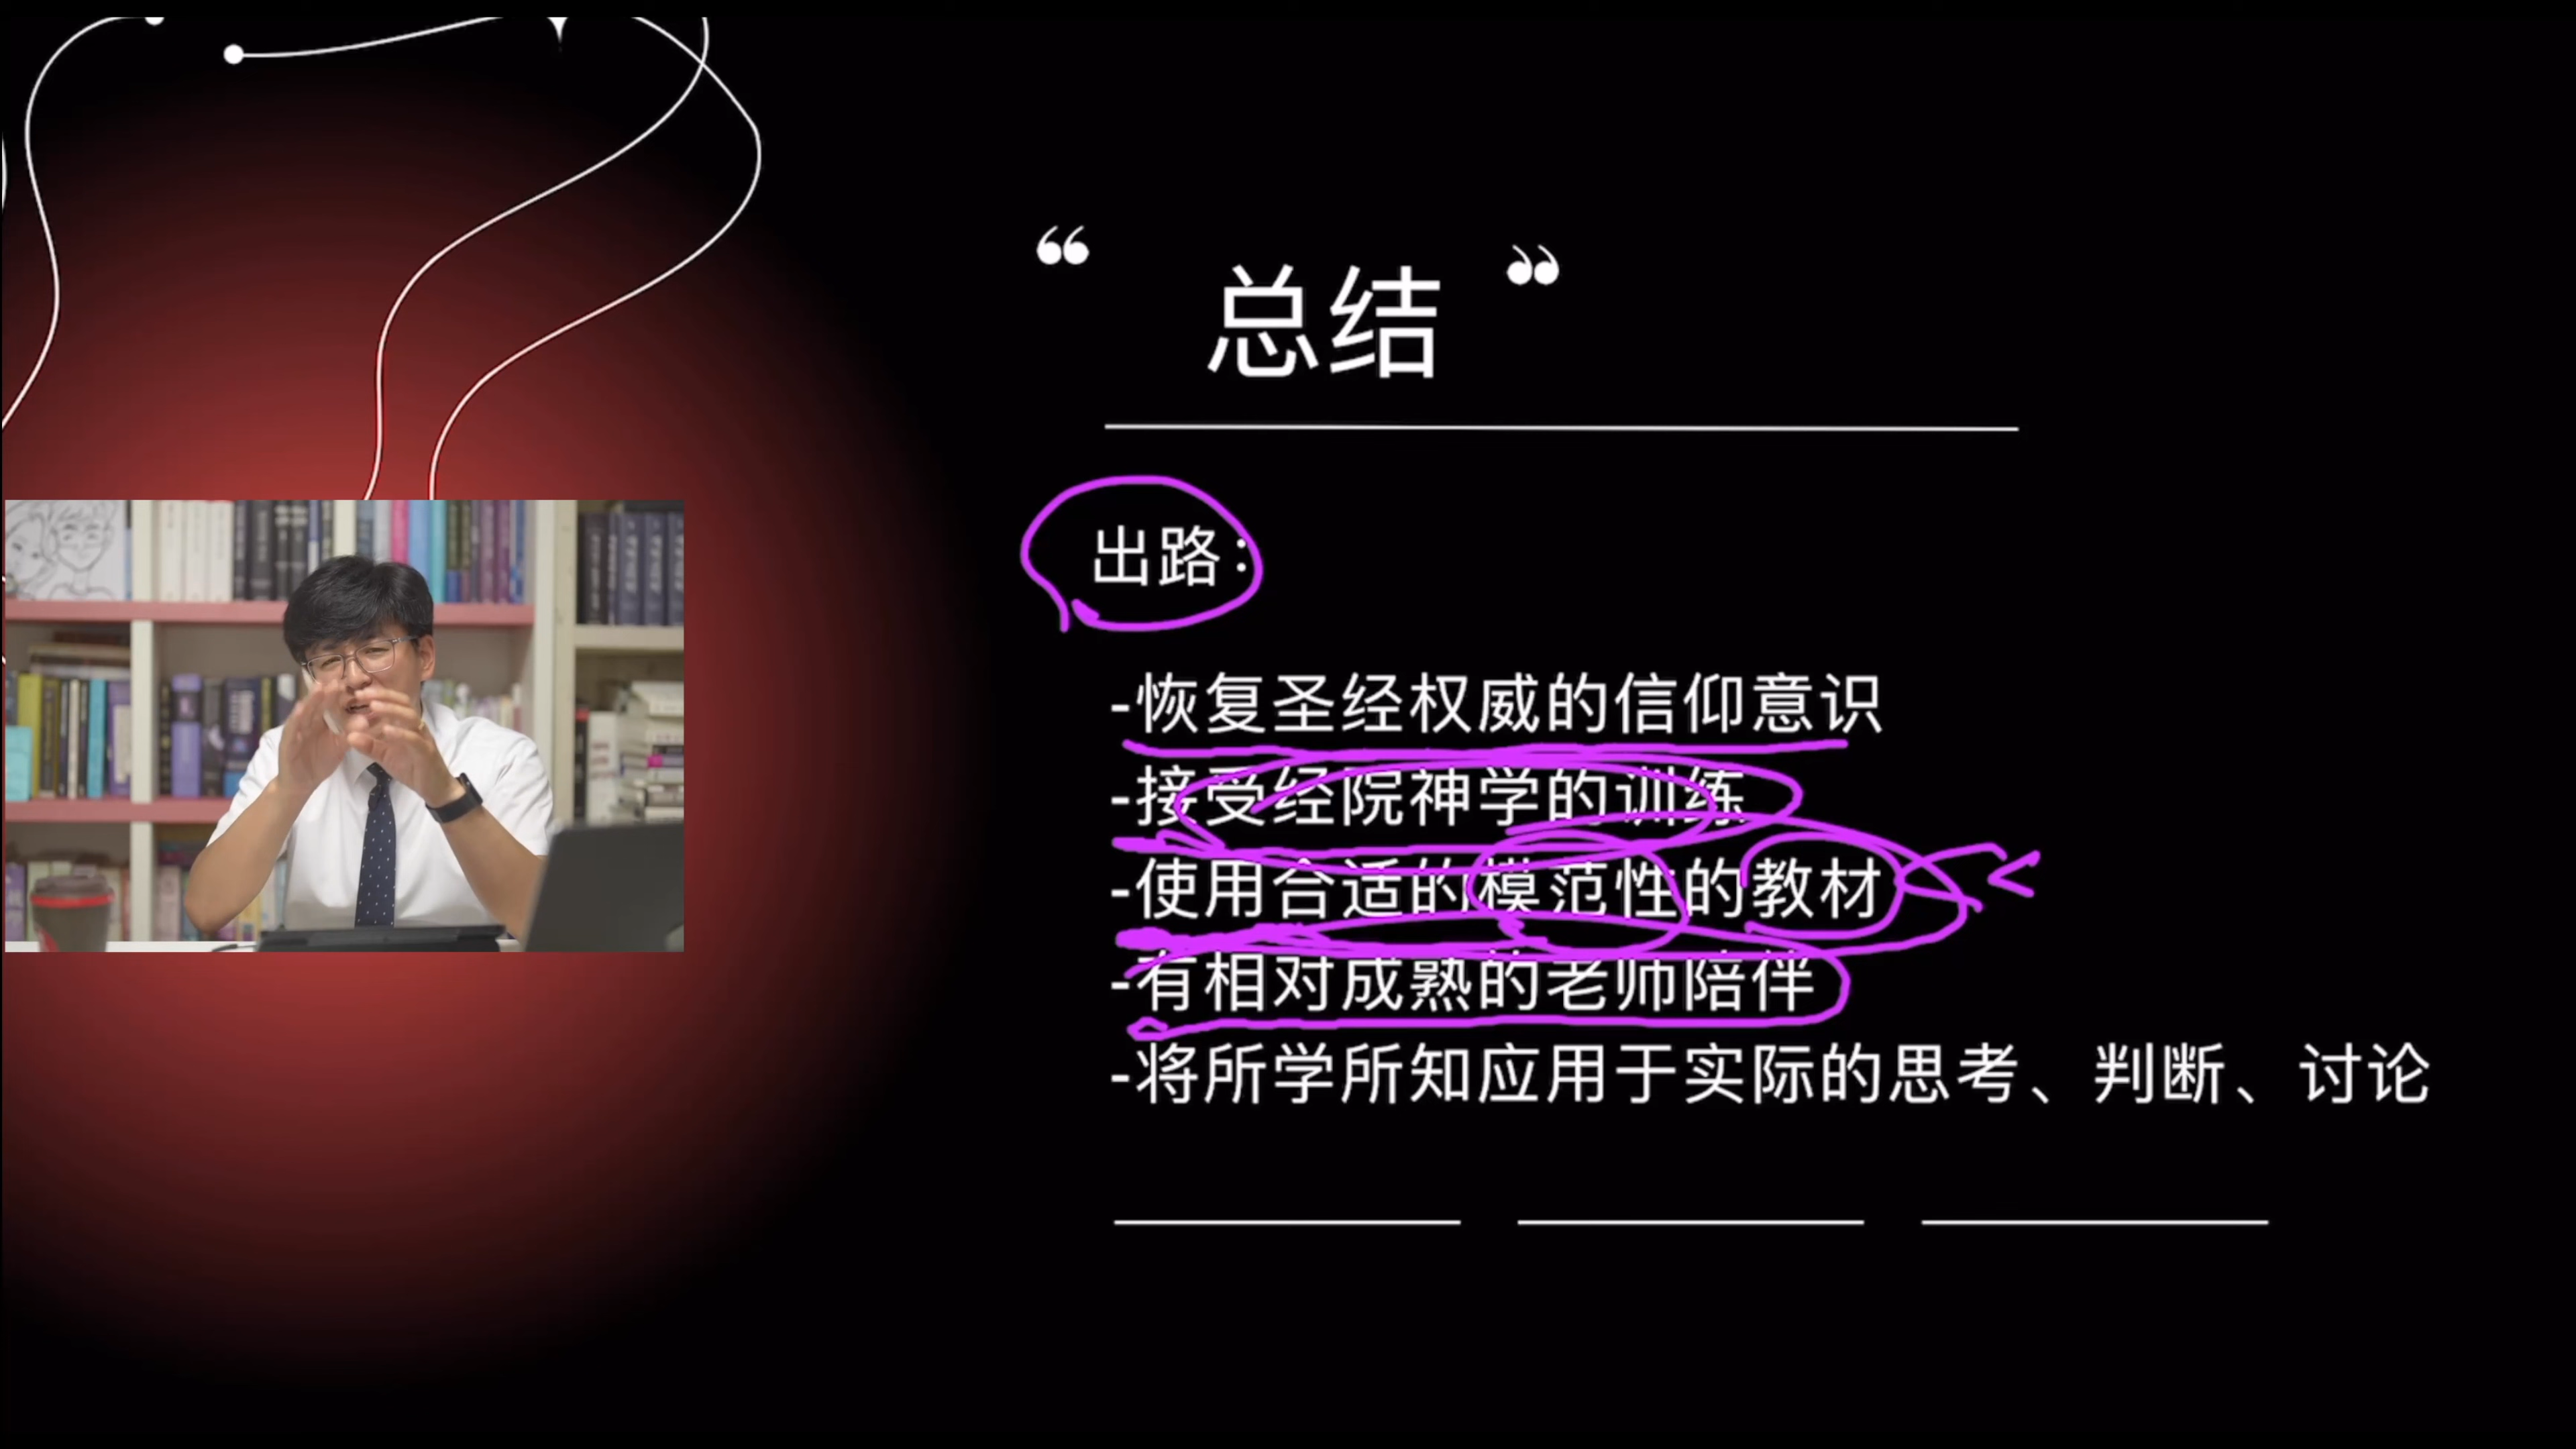 “ 总结 ”
出路：
-恢复圣经权威的信仰意识
-接受经院神学的训练
-使用合适的模范性的教材
-有相对成熟的老师陪伴
-将所学所知应用于实际的思考、判断、讨论